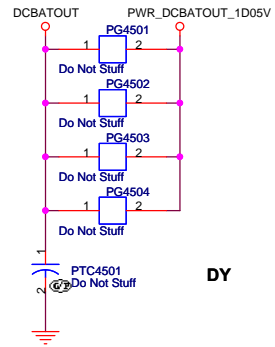 DCBATOUT PWR_DCBATOUT_1D05V
PG4501
1 2
Do Not Stuff
PG4502
1 2
Do Not Stuff
PG4503
1 2
Do Not Stuff
PG4504
1 2
Do Not Stuff
1
PTC4501
2 Do Not Stuff
DY